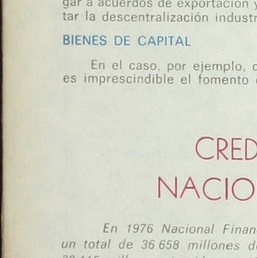 gar a acuerdos de exportación y
tar la descentralización industr
BIENES DE CAPITAL
En el caso, por ejemplo,
es imprescindible el fomento
CRED
NACIO
En 1976 Nacional Finan
un total de 36 658 millones de